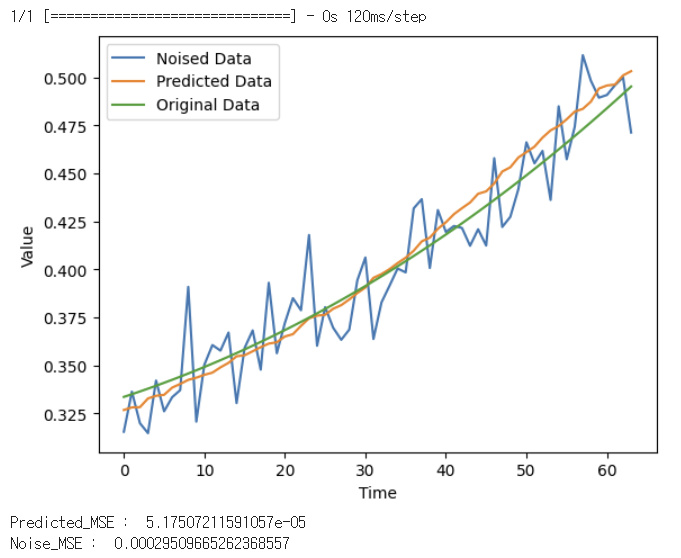 1/1 [==============================] - 0s 120ms/step
Noised Data
Predicted Data
Original Data
0.500
0.475
0.450
0.425
0.400
0.375
0.350
0.325
Value
0 10 20 30 40 50 60
Time
Predicted_MSE : 5.17507211591057e-05
Noise_MSE : 0.00029509665262368557